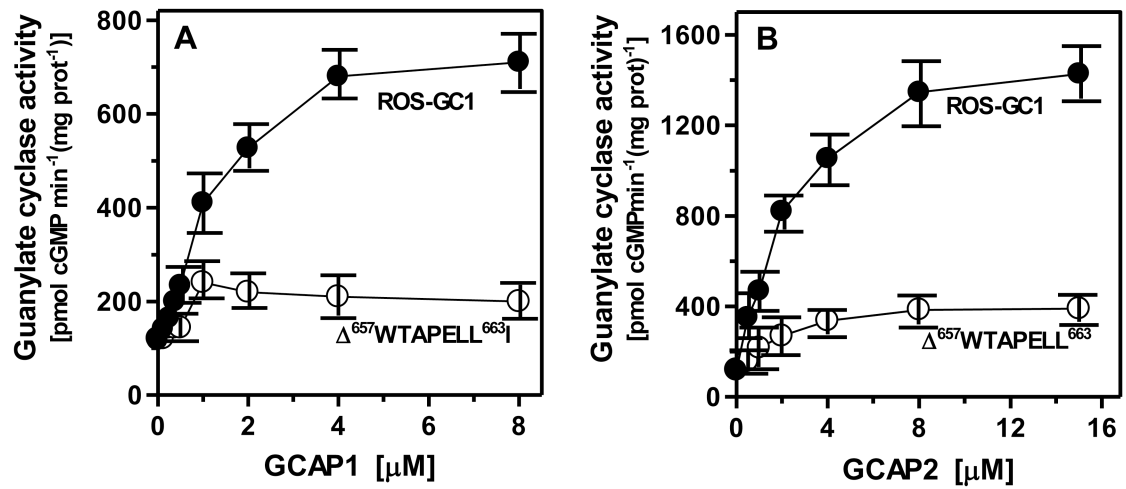 A
Guanylate cyclase activity
[pmol cGMP min⁻¹(mg prot⁻¹)]
800
600
400
200
0
ROS-GC1
Δ⁶⁵⁷WTAPELL⁶⁶³I
0 2 4 6 8
GCAP1 [μM]
B
Guanylate cyclase activity
[pmol cGMPmin⁻¹(mg prot)⁻¹]
1600
1200
800
400
0
ROS-GC1
Δ⁶⁵⁷WTAPELL⁶⁶³
0 4 8 12 16
GCAP2 [μM]